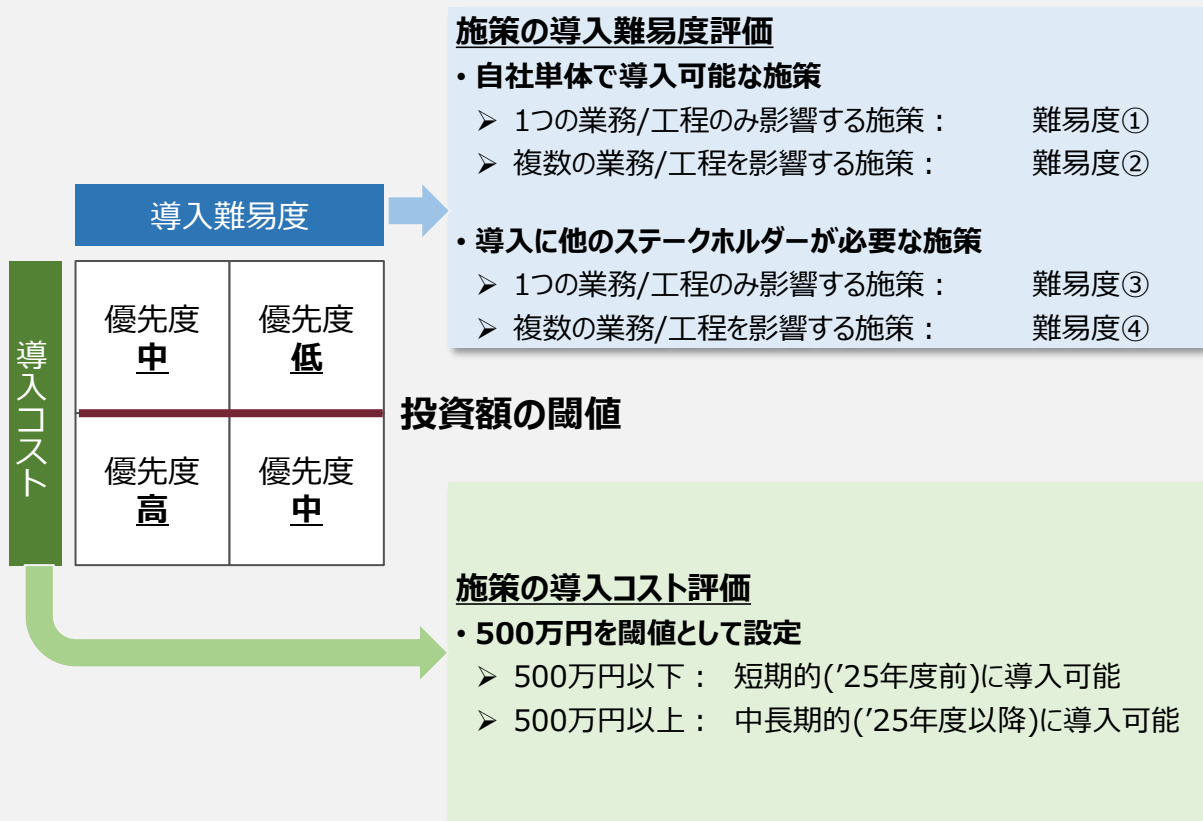 施策の導入難易度評価
• 自社単体で導入可能な施策
➢ 1つの業務/工程のみ影響する施策： 難易度①
➢ 複数の業務/工程を影響する施策： 難易度②
• 導入に他のステークホルダーが必要な施策
➢ 1つの業務/工程のみ影響する施策： 難易度③
➢ 複数の業務/工程を影響する施策： 難易度④
導入難易度
導入コスト
優先度
中
優先度
低
優先度
高
優先度
中
投資額の閾値
施策の導入コスト評価
• 500万円を閾値として設定
➢ 500万円以下： 短期的(’25年度前)に導入可能
➢ 500万円以上： 中長期的(’25年度以降)に導入可能